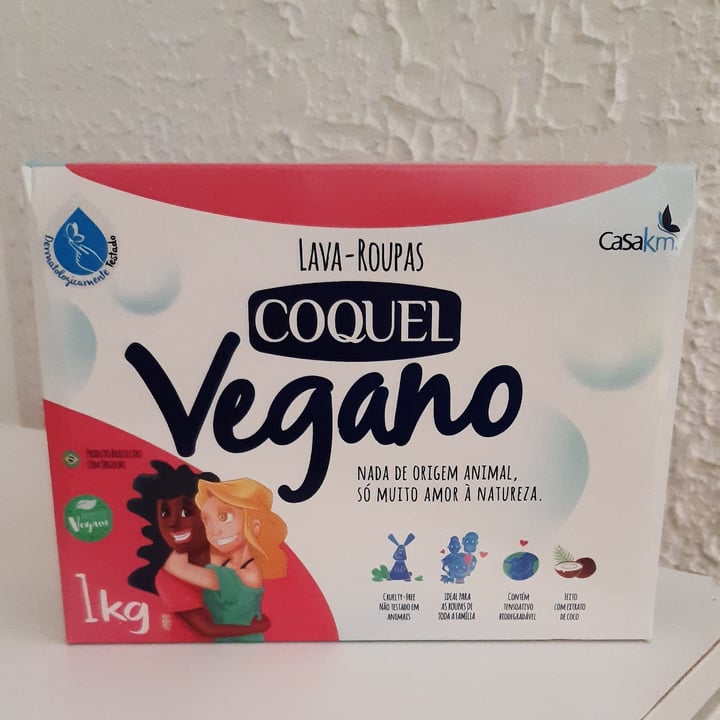 Dermatologicamente Testado
CASAKM
LAVA-ROUPAS
COQUEL
Vegano
NADA DE ORIGEM ANIMAL,
SÓ MUITO AMOR À NATUREZA.
PRODUTO BRASILEIRO
COM ORGULHO
Vegano
1kg
CRUELTY-FREE
NÃO TESTADO EM
ANIMAIS
IDEAL PARA
AS ROUPAS DE
TODA A FAMÍLIA
CONTÉM
TENSOATIVO
BIODEGRADÁVEL
FEITO
COM EXTRATO
DE COCO